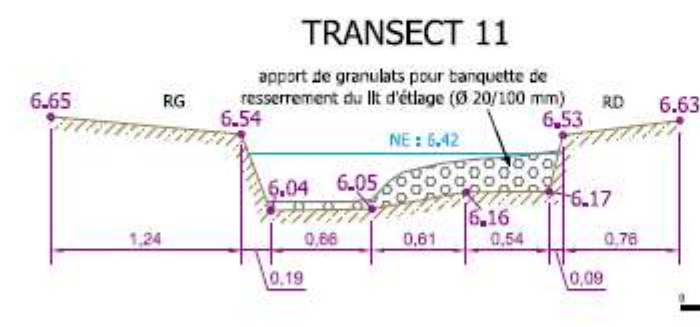 TRANSECT 11
apport de granulats pour banquette de
resserrement du lit d'étiage (Ø 20/100 mm)
6.65
RG
6.54
6.53
RD
6.63
NE : 6.42
6.04
6.05
6.16
6.17
1,24
0,66
0,61
0,54
0,76
0,19
0,09
0